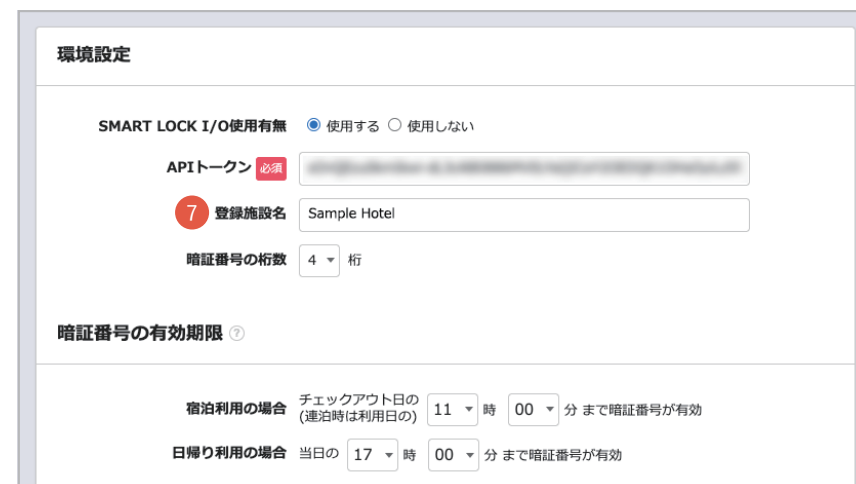 環境設定
SMART LOCK I/O使用有無 使用する 使用しない
APIトークン 必須
7 登録施設名 Sample Hotel
暗証番号の桁数 4 桁
暗証番号の有効期限 ?
宿泊利用の場合 チェックアウト日の
(連泊時は利用日の) 11 時 00 分 まで暗証番号が有効
日帰り利用の場合 当日の 17 時 00 分 まで暗証番号が有効